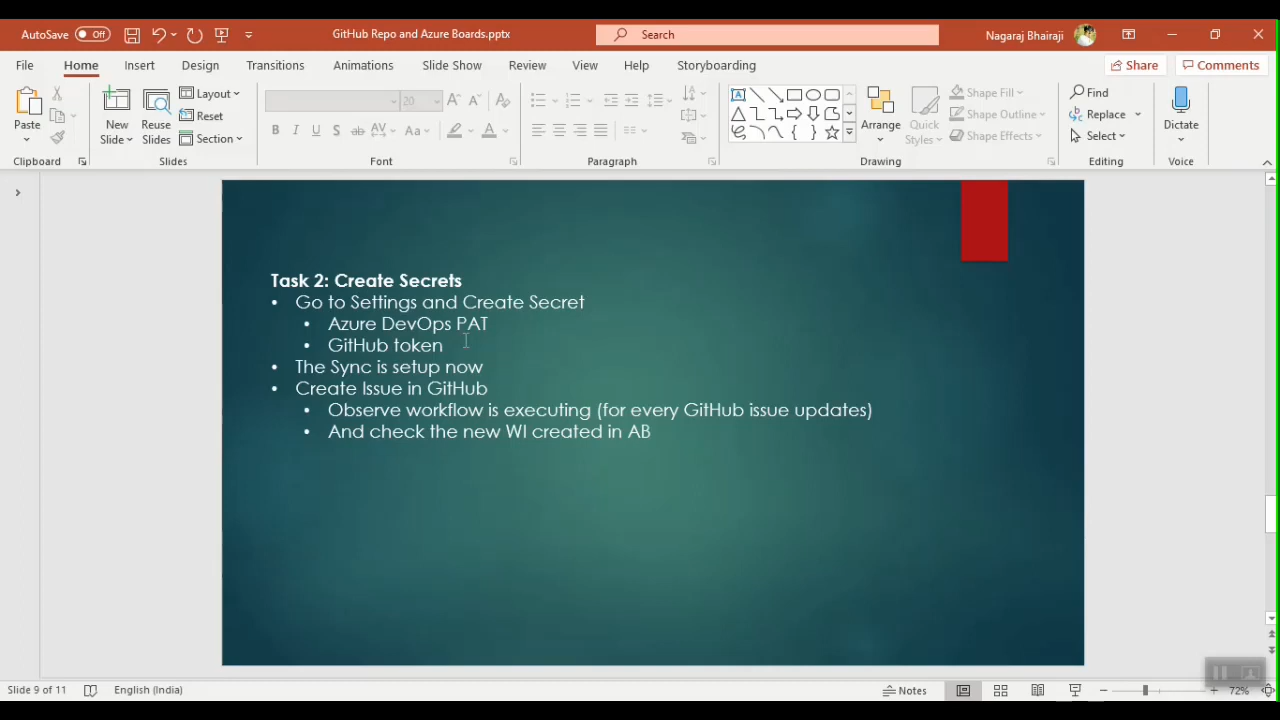 AutoSave Off GitHub Repo and Azure Boards.pptx Search Nagaraj Bhairaji
File Home Insert Design Transitions Animations Slide Show Review View Help Storyboarding Share Comments
Paste
New Slide
Reuse Slides
Layout
Reset
Section
20
B I U S ab AV Aa A
Arrange
Quick Styles
Shape Fill
Shape Outline
Shape Effects
Find
Replace
Select
Dictate
Clipboard Slides Font Paragraph Drawing Editing Voice
Task 2: Create Secrets
• Go to Settings and Create Secret
• Azure DevOps PAT
• GitHub token
• The Sync is setup now
• Create Issue in GitHub
• Observe workflow is executing (for every GitHub issue updates)
• And check the new WI created in AB
Slide 9 of 11 English (India) Notes 72%